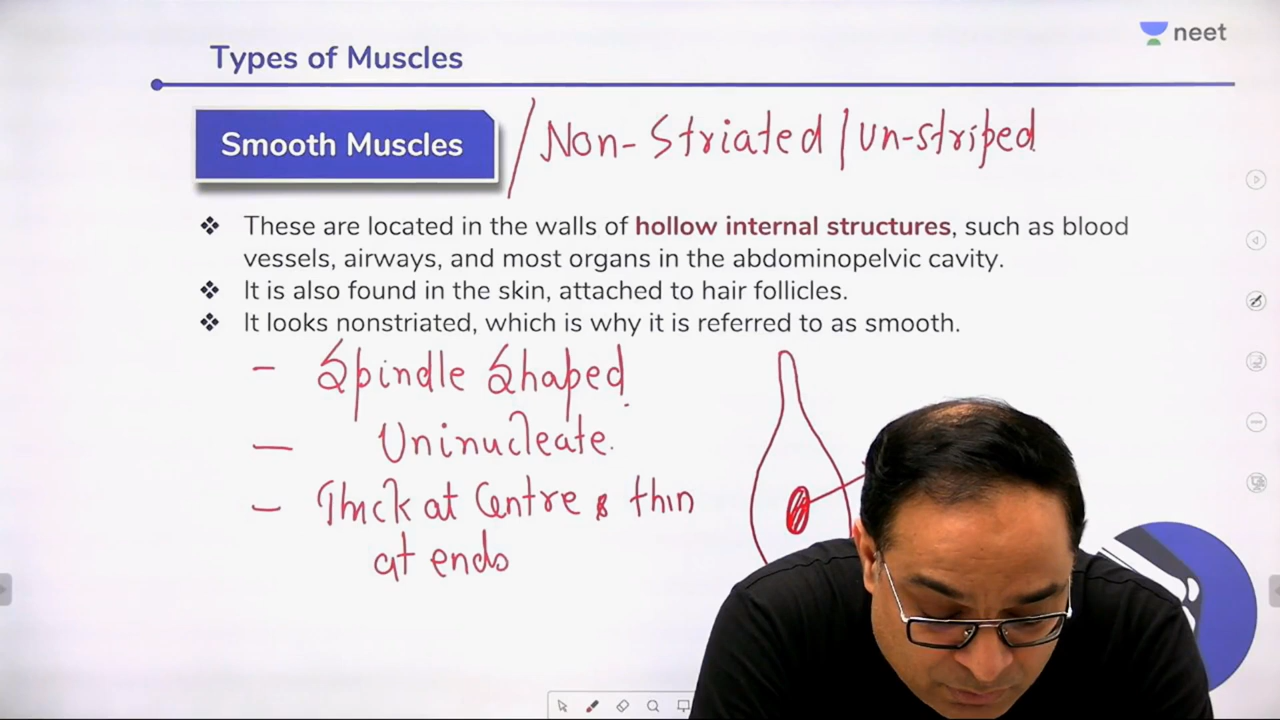 neet
Types of Muscles
Smooth Muscles / Non-Striated / Un-striped
❖ These are located in the walls of hollow internal structures, such as blood
vessels, airways, and most organs in the abdominopelvic cavity.
❖ It is also found in the skin, attached to hair follicles.
❖ It looks nonstriated, which is why it is referred to as smooth.
- Spindle Shaped.
- Uninucleate.
- Thick at Centre & thin
at ends